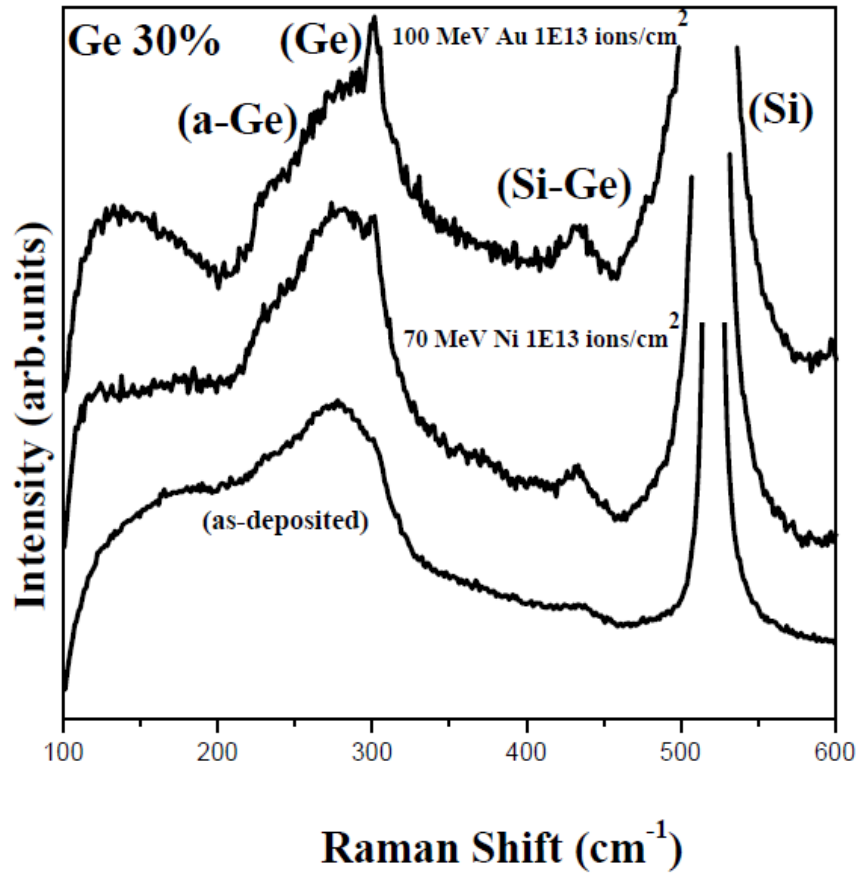 Ge 30%
(Ge)
100 MeV Au 1E13 ions/cm²
(a-Ge)
(Si)
(Si-Ge)
70 MeV Ni 1E13 ions/cm²
(as-deposited)
Intensity (arb.units)
100 200 300 400 500 600
Raman Shift (cm⁻¹)